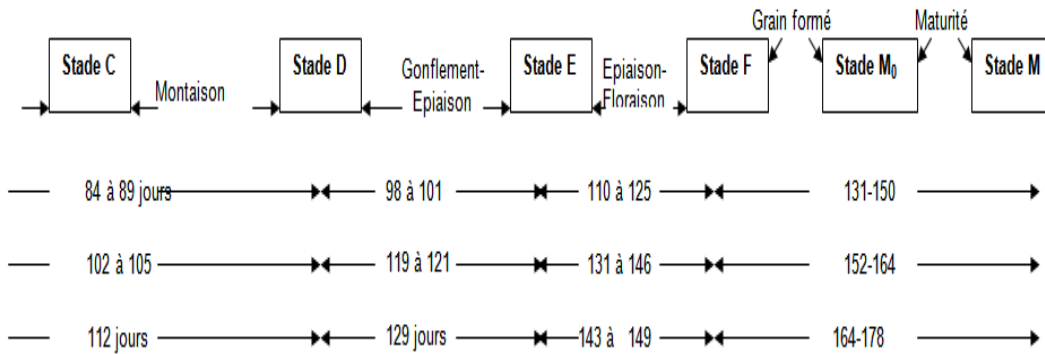 Grain formé Maturité
Stade C Stade D Stade E Stade F Stade M₀ Stade M
Montaison Gonflement- Epiaison-
Epiaison Floraison
84 à 89 jours 98 à 101 110 à 125 131-150
102 à 105 119 à 121 131 à 146 152-164
112 jours 129 jours 143 à 149 164-178